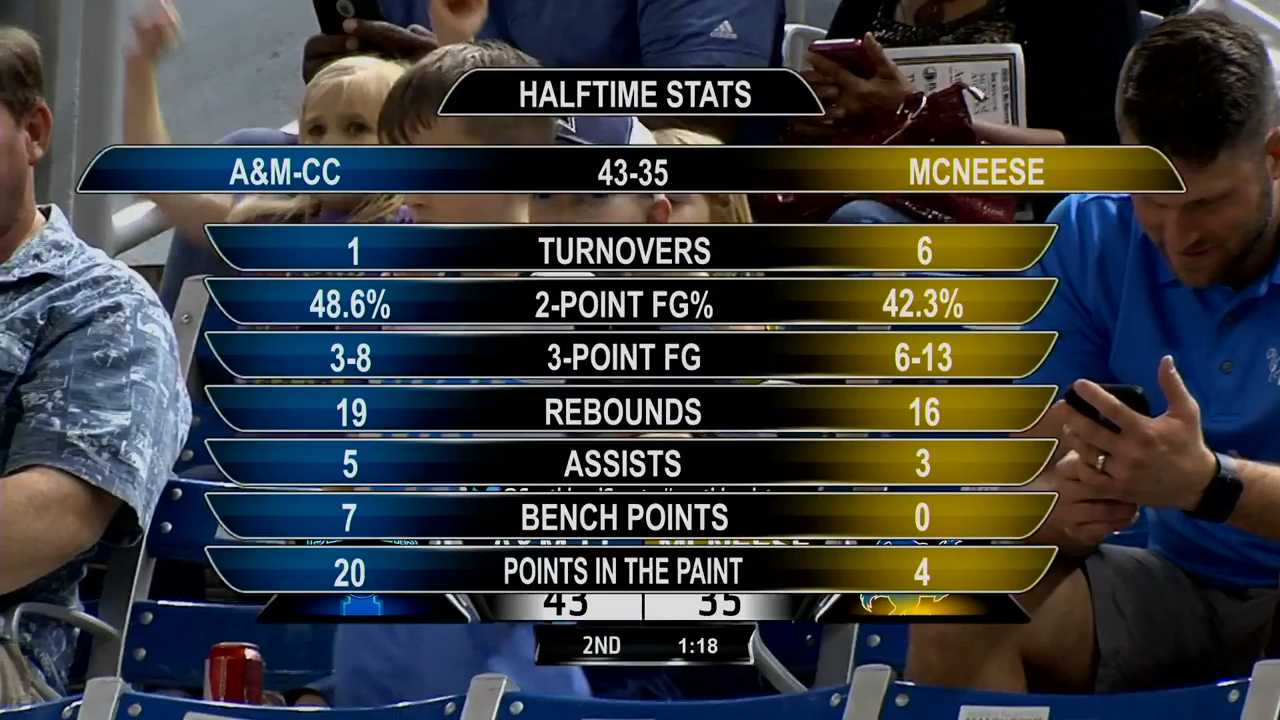 HALFTIME STATS
A&M-CC 43-35 MCNEESE
1 TURNOVERS 6
48.6% 2-POINT FG% 42.3%
3-8 3-POINT FG 6-13
19 REBOUNDS 16
5 ASSISTS 3
7 BENCH POINTS 0
20 POINTS IN THE PAINT 4
43 35
2ND 1:18